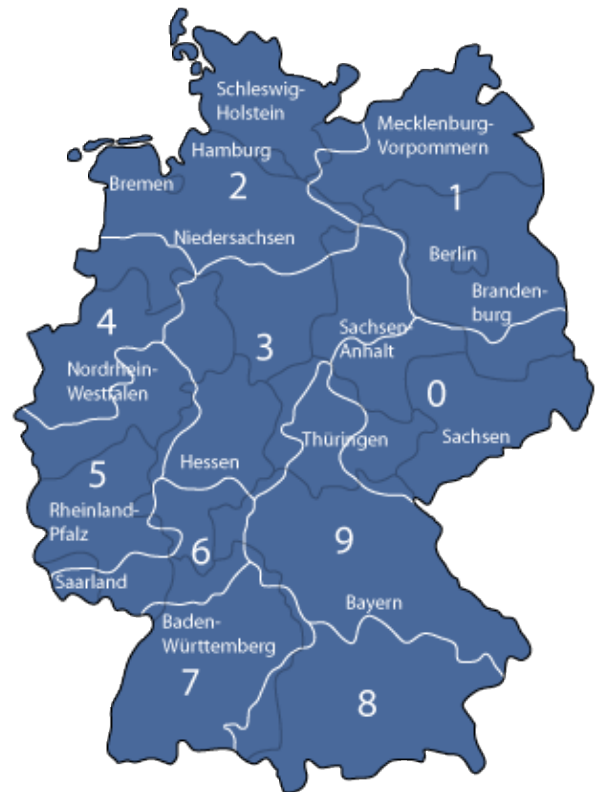 Schleswig-
Holstein
Mecklenburg-
Vorpommern
Hamburg
Bremen
2
1
Niedersachsen
Berlin
Branden-
burg
4
3
Sachsen-
Anhalt
Nordrhein-
Westfalen
0
Thüringen
Sachsen
Hessen
5
Rheinland-
Pfalz
6
9
Saarland
Bayern
Baden-
Württemberg
7
8